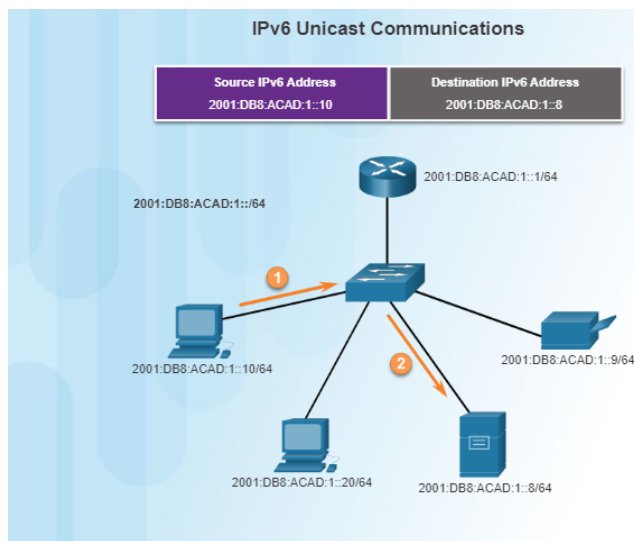 IPv6 Unicast Communications
Source IPv6 Address
2001:DB8:ACAD:1::10
Destination IPv6 Address
2001:DB8:ACAD:1::8
2001:DB8:ACAD:1::1/64
2001:DB8:ACAD:1::/64
1
2
2001:DB8:ACAD:1::9/64
2001:DB8:ACAD:1::10/64
2001:DB8:ACAD:1::20/64
2001:DB8:ACAD:1::8/64